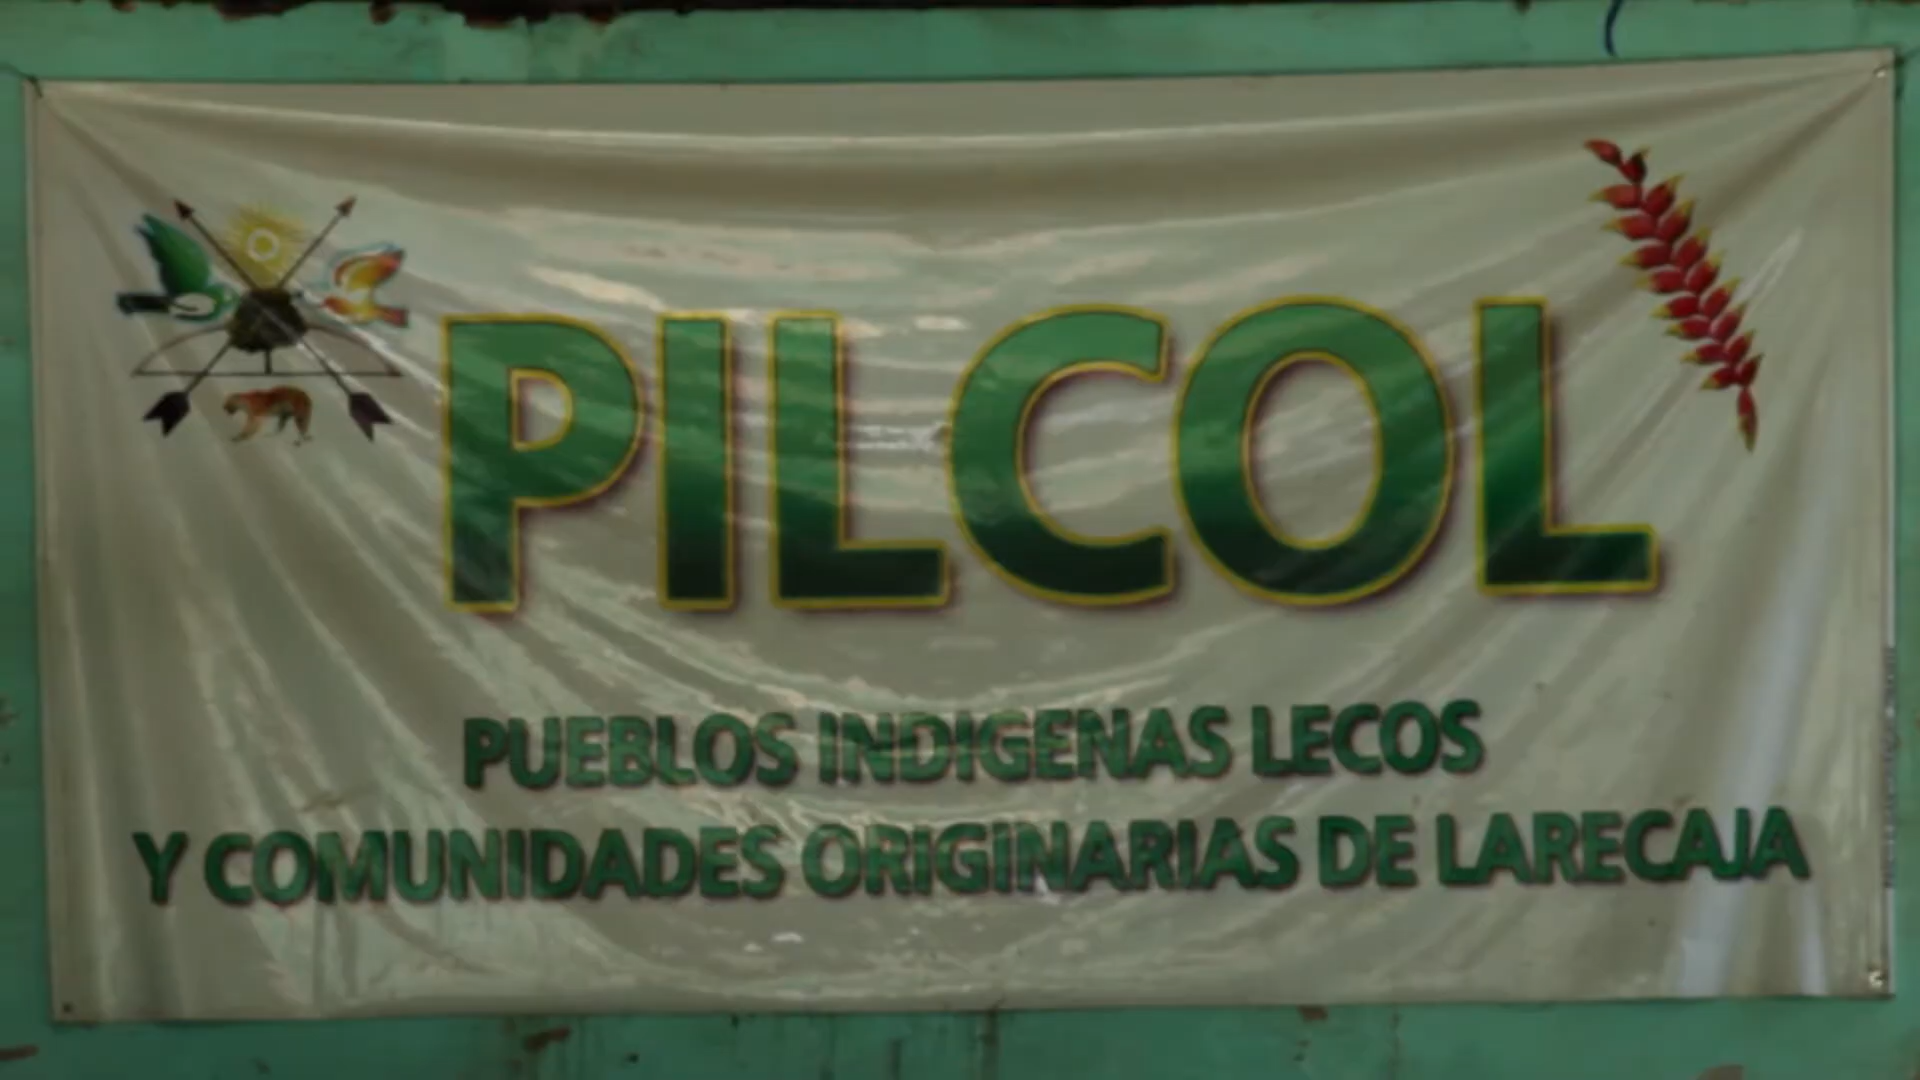 PILCOL
PUEBLOS INDIGENAS LECOS
Y COMUNIDADES ORIGINARIAS DE LARECAJA